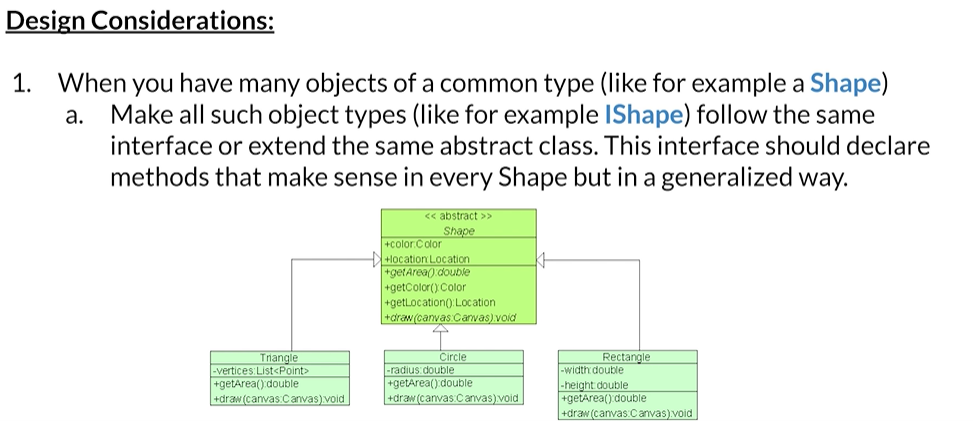 Design Considerations:
1. When you have many objects of a common type (like for example a Shape)
a. Make all such object types (like for example IShape) follow the same
interface or extend the same abstract class. This interface should declare
methods that make sense in every Shape but in a generalized way.
<< abstract >>
Shape
+color:Color
+location:Location
+getArea():double
+getColor():Color
+getLocation():Location
+draw(canvas:Canvas):void
Triangle
-vertices:List<Point>
+getArea():double
+draw(canvas:Canvas):void
Circle
-radius:double
+getArea():double
+draw(canvas:Canvas):void
Rectangle
-width:double
-height:double
+getArea():double
+draw(canvas:Canvas):void